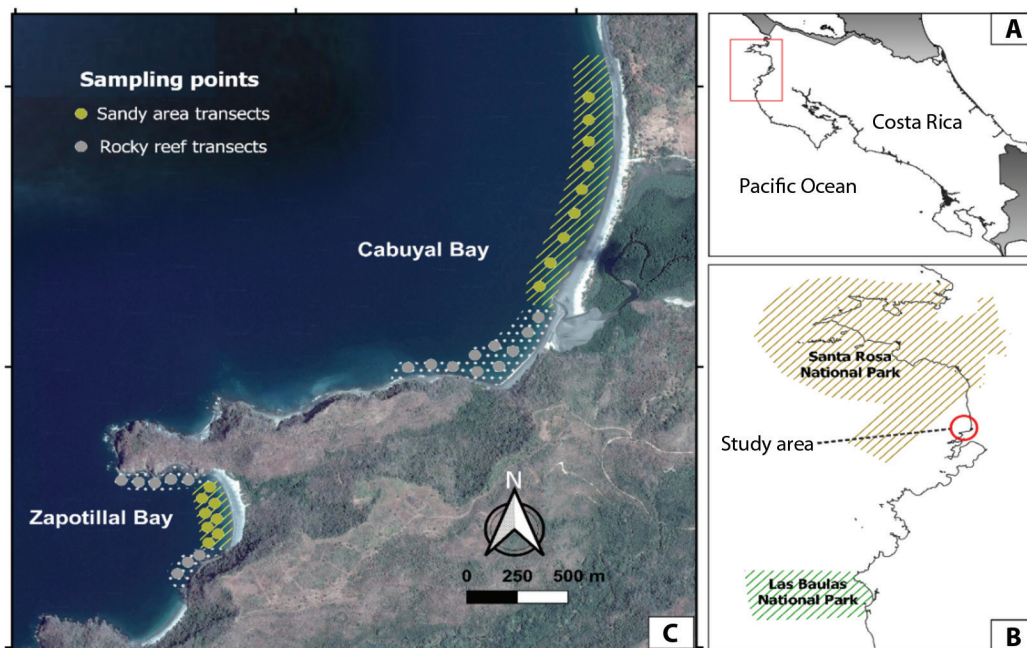 Sampling points
Sandy area transects
Rocky reef transects
Cabuyal Bay
Zapotillal Bay
N
0 250 500 m
C
A
Costa Rica
Pacific Ocean
Santa Rosa
National Park
Study area
Las Baulas
National Park
B